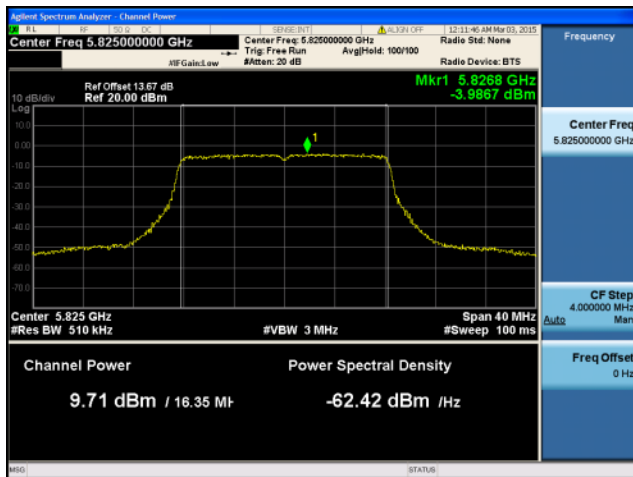 Agilent Spectrum Analyzer - Channel Power
RL RF 50 Ω DC SENSE:INT ALIGN OFF 12:11:46 AM Mar 03, 2015
Center Freq 5.825000000 GHz
Center Freq: 5.825000000 GHz
Radio Std: None
Trig: Free Run Avg|Hold: 100/100
#IFGain:Low #Atten: 20 dB Radio Device: BTS
Frequency
Ref Offset 13.67 dB
10 dB/div Ref 20.00 dBm
Mkr1 5.8268 GHz
-3.9867 dBm
Log
10.0
0.00
-10.0
-20.0
-30.0
-40.0
-50.0
-60.0
-70.0
1
Center Freq
5.825000000 GHz
Center 5.825 GHz Span 40 MHz
#Res BW 510 kHz #VBW 3 MHz #Sweep 100 ms
CF Step
4.000000 MHz
Auto Man
Channel Power Power Spectral Density
9.71 dBm / 16.35 MH -62.42 dBm /Hz
Freq Offset
0 Hz
MSG STATUS